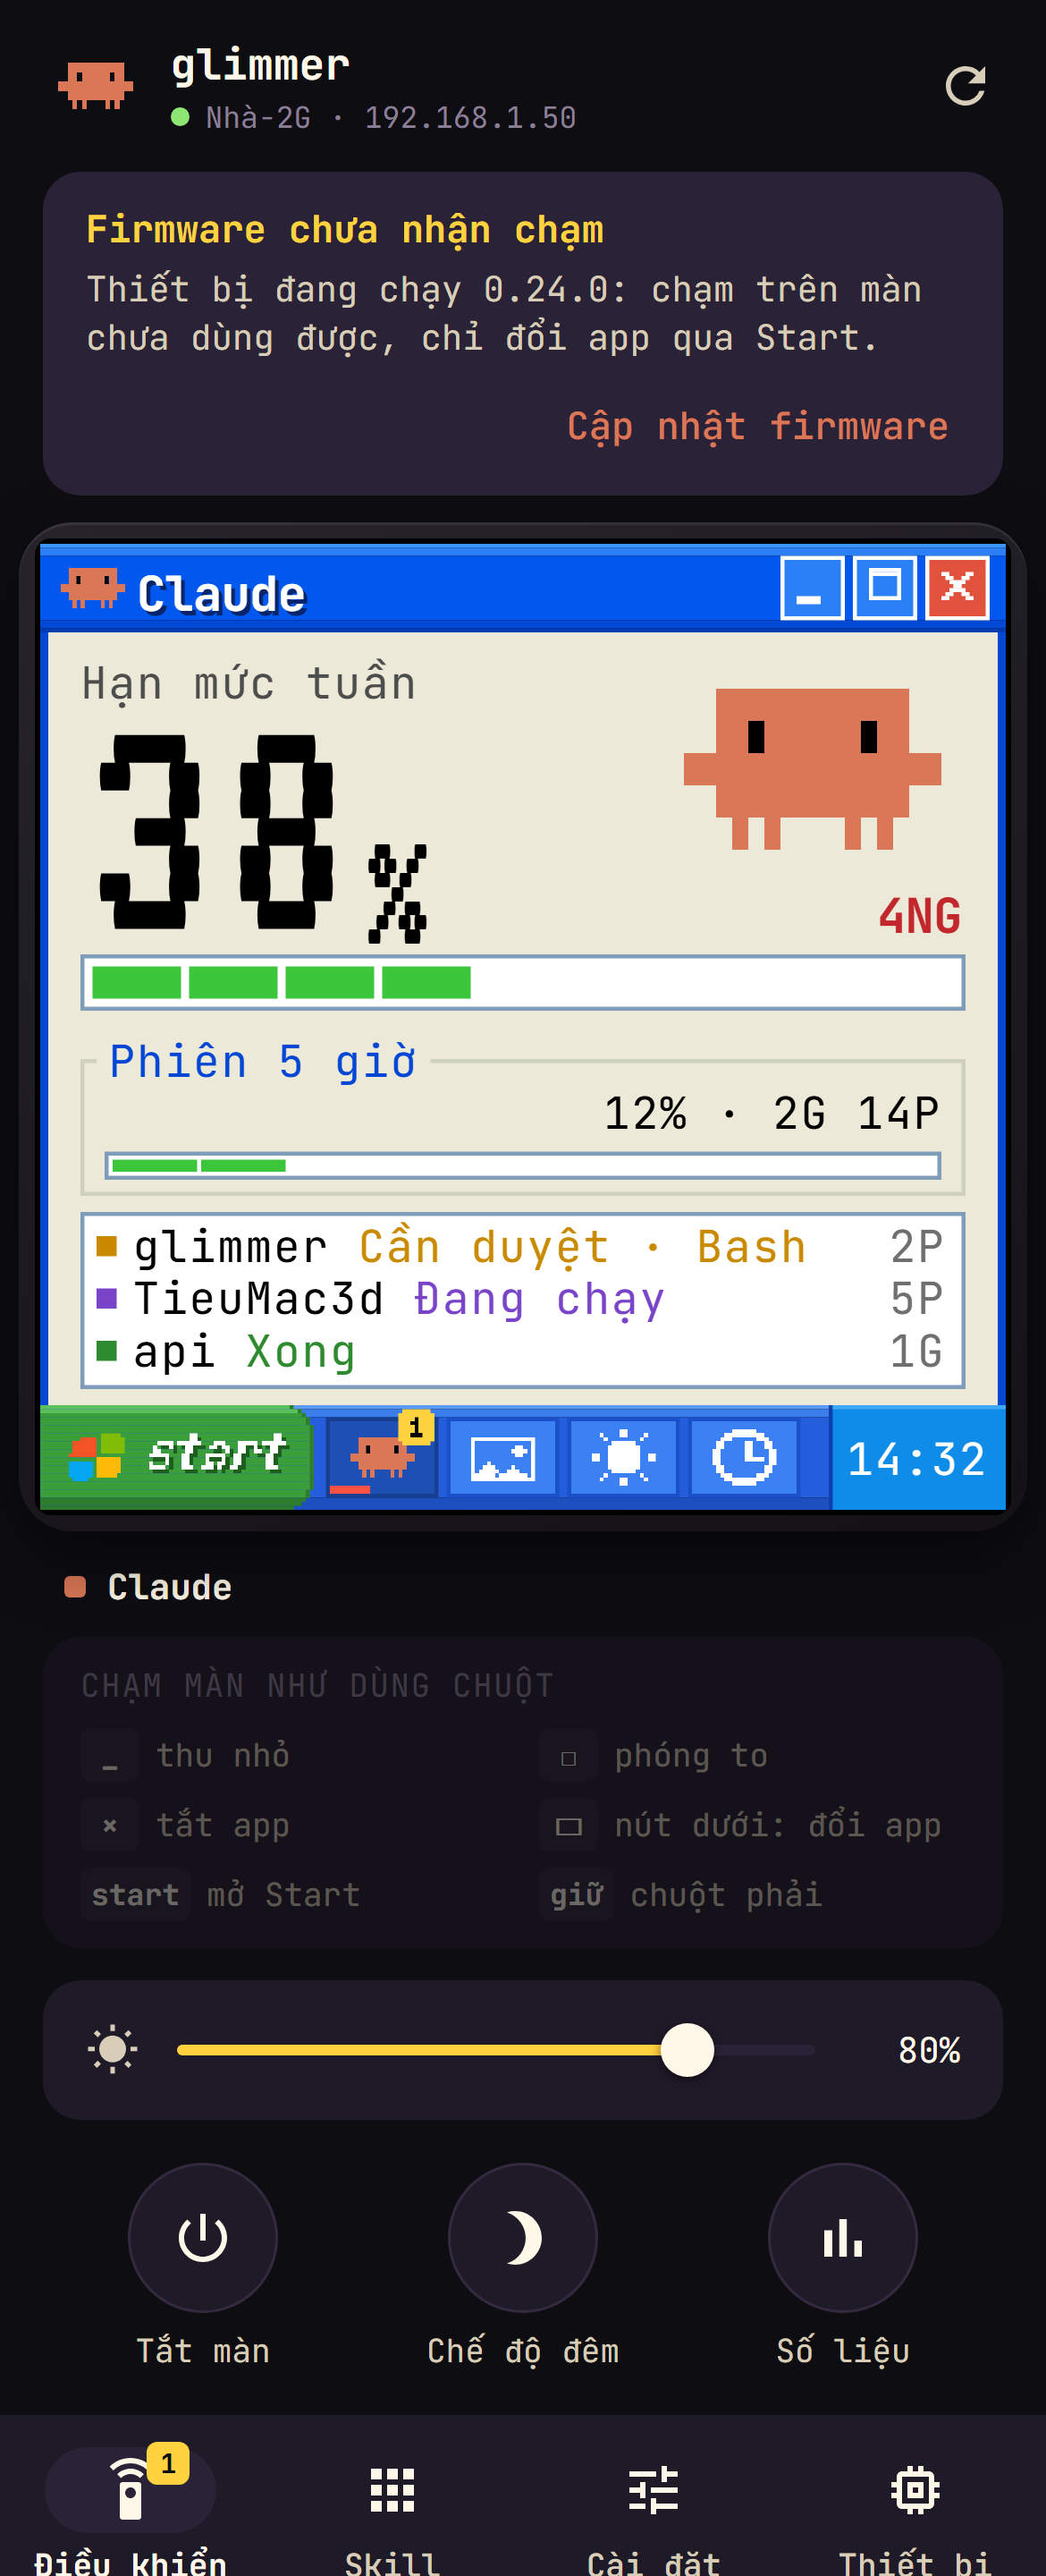 glimmer
Nhà-2G · 192.168.1.50
Firmware chưa nhận chạm
Thiết bị đang chạy 0.24.0: chạm trên màn
chưa dùng được, chỉ đổi app qua Start.
Cập nhật firmware
Claude
Hạn mức tuần
38%
4NG
Phiên 5 giờ
12% · 2G 14P
glimmer Cần duyệt · Bash 2P
TieuMac3d Đang chạy 5P
api Xong 1G
start 1 14:32
Claude
CHẠM MÀN NHƯ DÙNG CHUỘT
_ thu nhỏ □ phóng to
× tắt app ▭ nút dưới: đổi app
start mở Start giữ chuột phải
80%
Tắt màn Chế độ đêm Số liệu
1
Điều khiển Skill Cài đặt Thiết bị